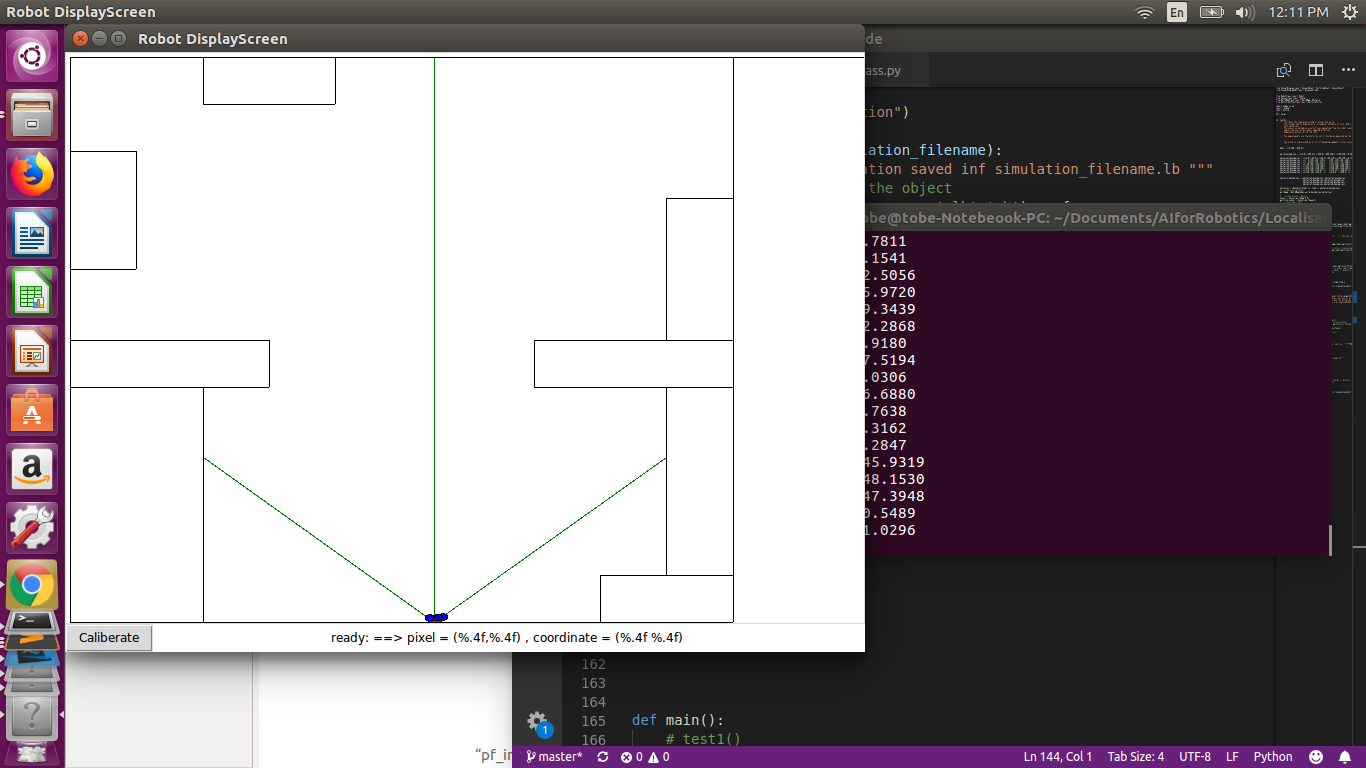 Robot DisplayScreen
En
12:11 PM
Robot DisplayScreen
de
ass.py
ion")
lation_filename):
ation saved inf simulation_filename.lb """
the object
obe@tobe-Notebeook-PC: ~/Documents/AIforRobotics/Localisa
.7811
.1541
2.5056
5.9720
9.3439
2.2868
.9180
7.5194
.0306
5.6880
.7638
.3162
.2847
45.9319
48.1530
47.3948
0.5489
1.0296
Caliberate
ready: ==> pixel = (%.4f,%.4f) , coordinate = (%.4f %.4f)
162
163
164
165 def main():
166 # test1()
1
"pf_in
master* 0 0 Ln 144, Col 1 Tab Size: 4 UTF-8 LF Python